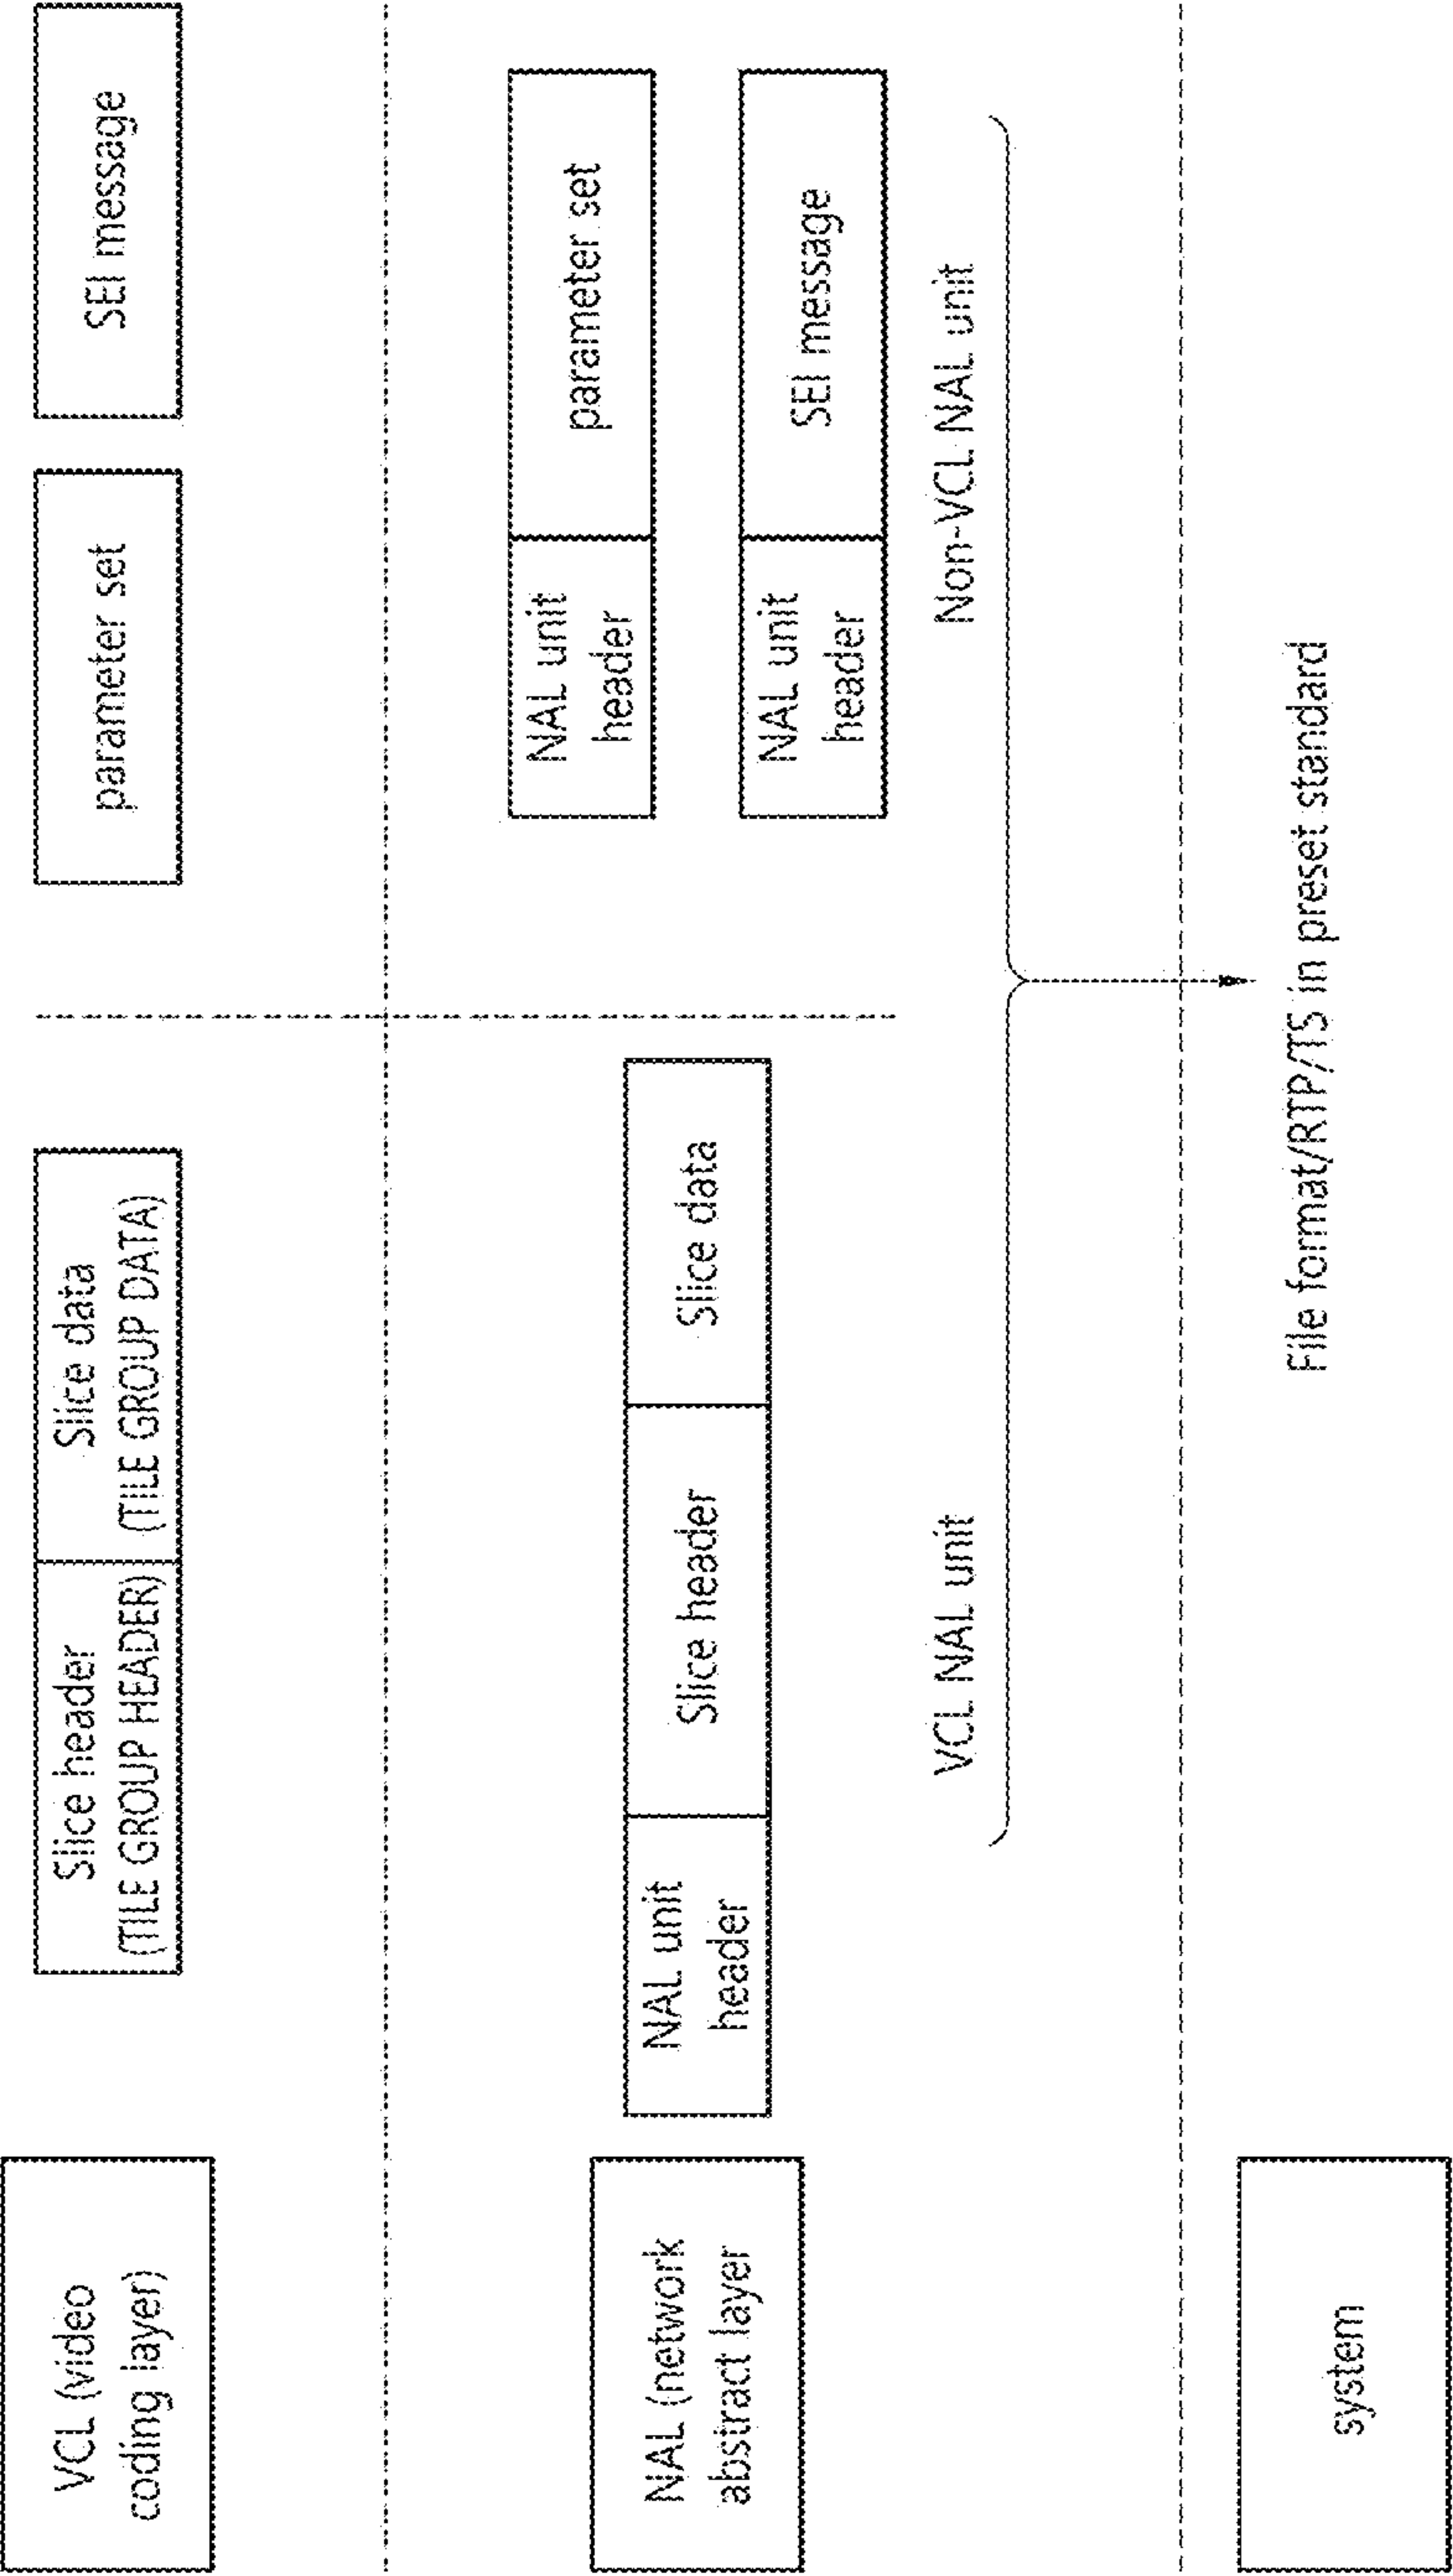 VCL (video
coding layer)
Slice header
(TILE GROUP HEADER)
Slice data
(TILE GROUP DATA)
parameter set
SEI message
NAL (network
abstract layer
NAL unit
header
Slice header
Slice data
NAL unit
header
parameter set
NAL unit
header
SEI message
VCL NAL unit
Non-VCL NAL unit
system
File format/RTP/TS in preset standard